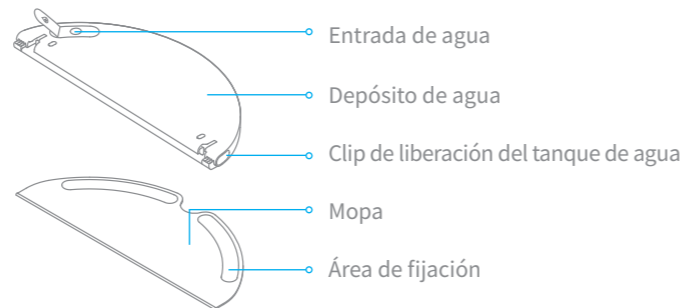 Entrada de agua
Depósito de agua
Clip de liberación del tanque de agua
Mopa
Área de fijación